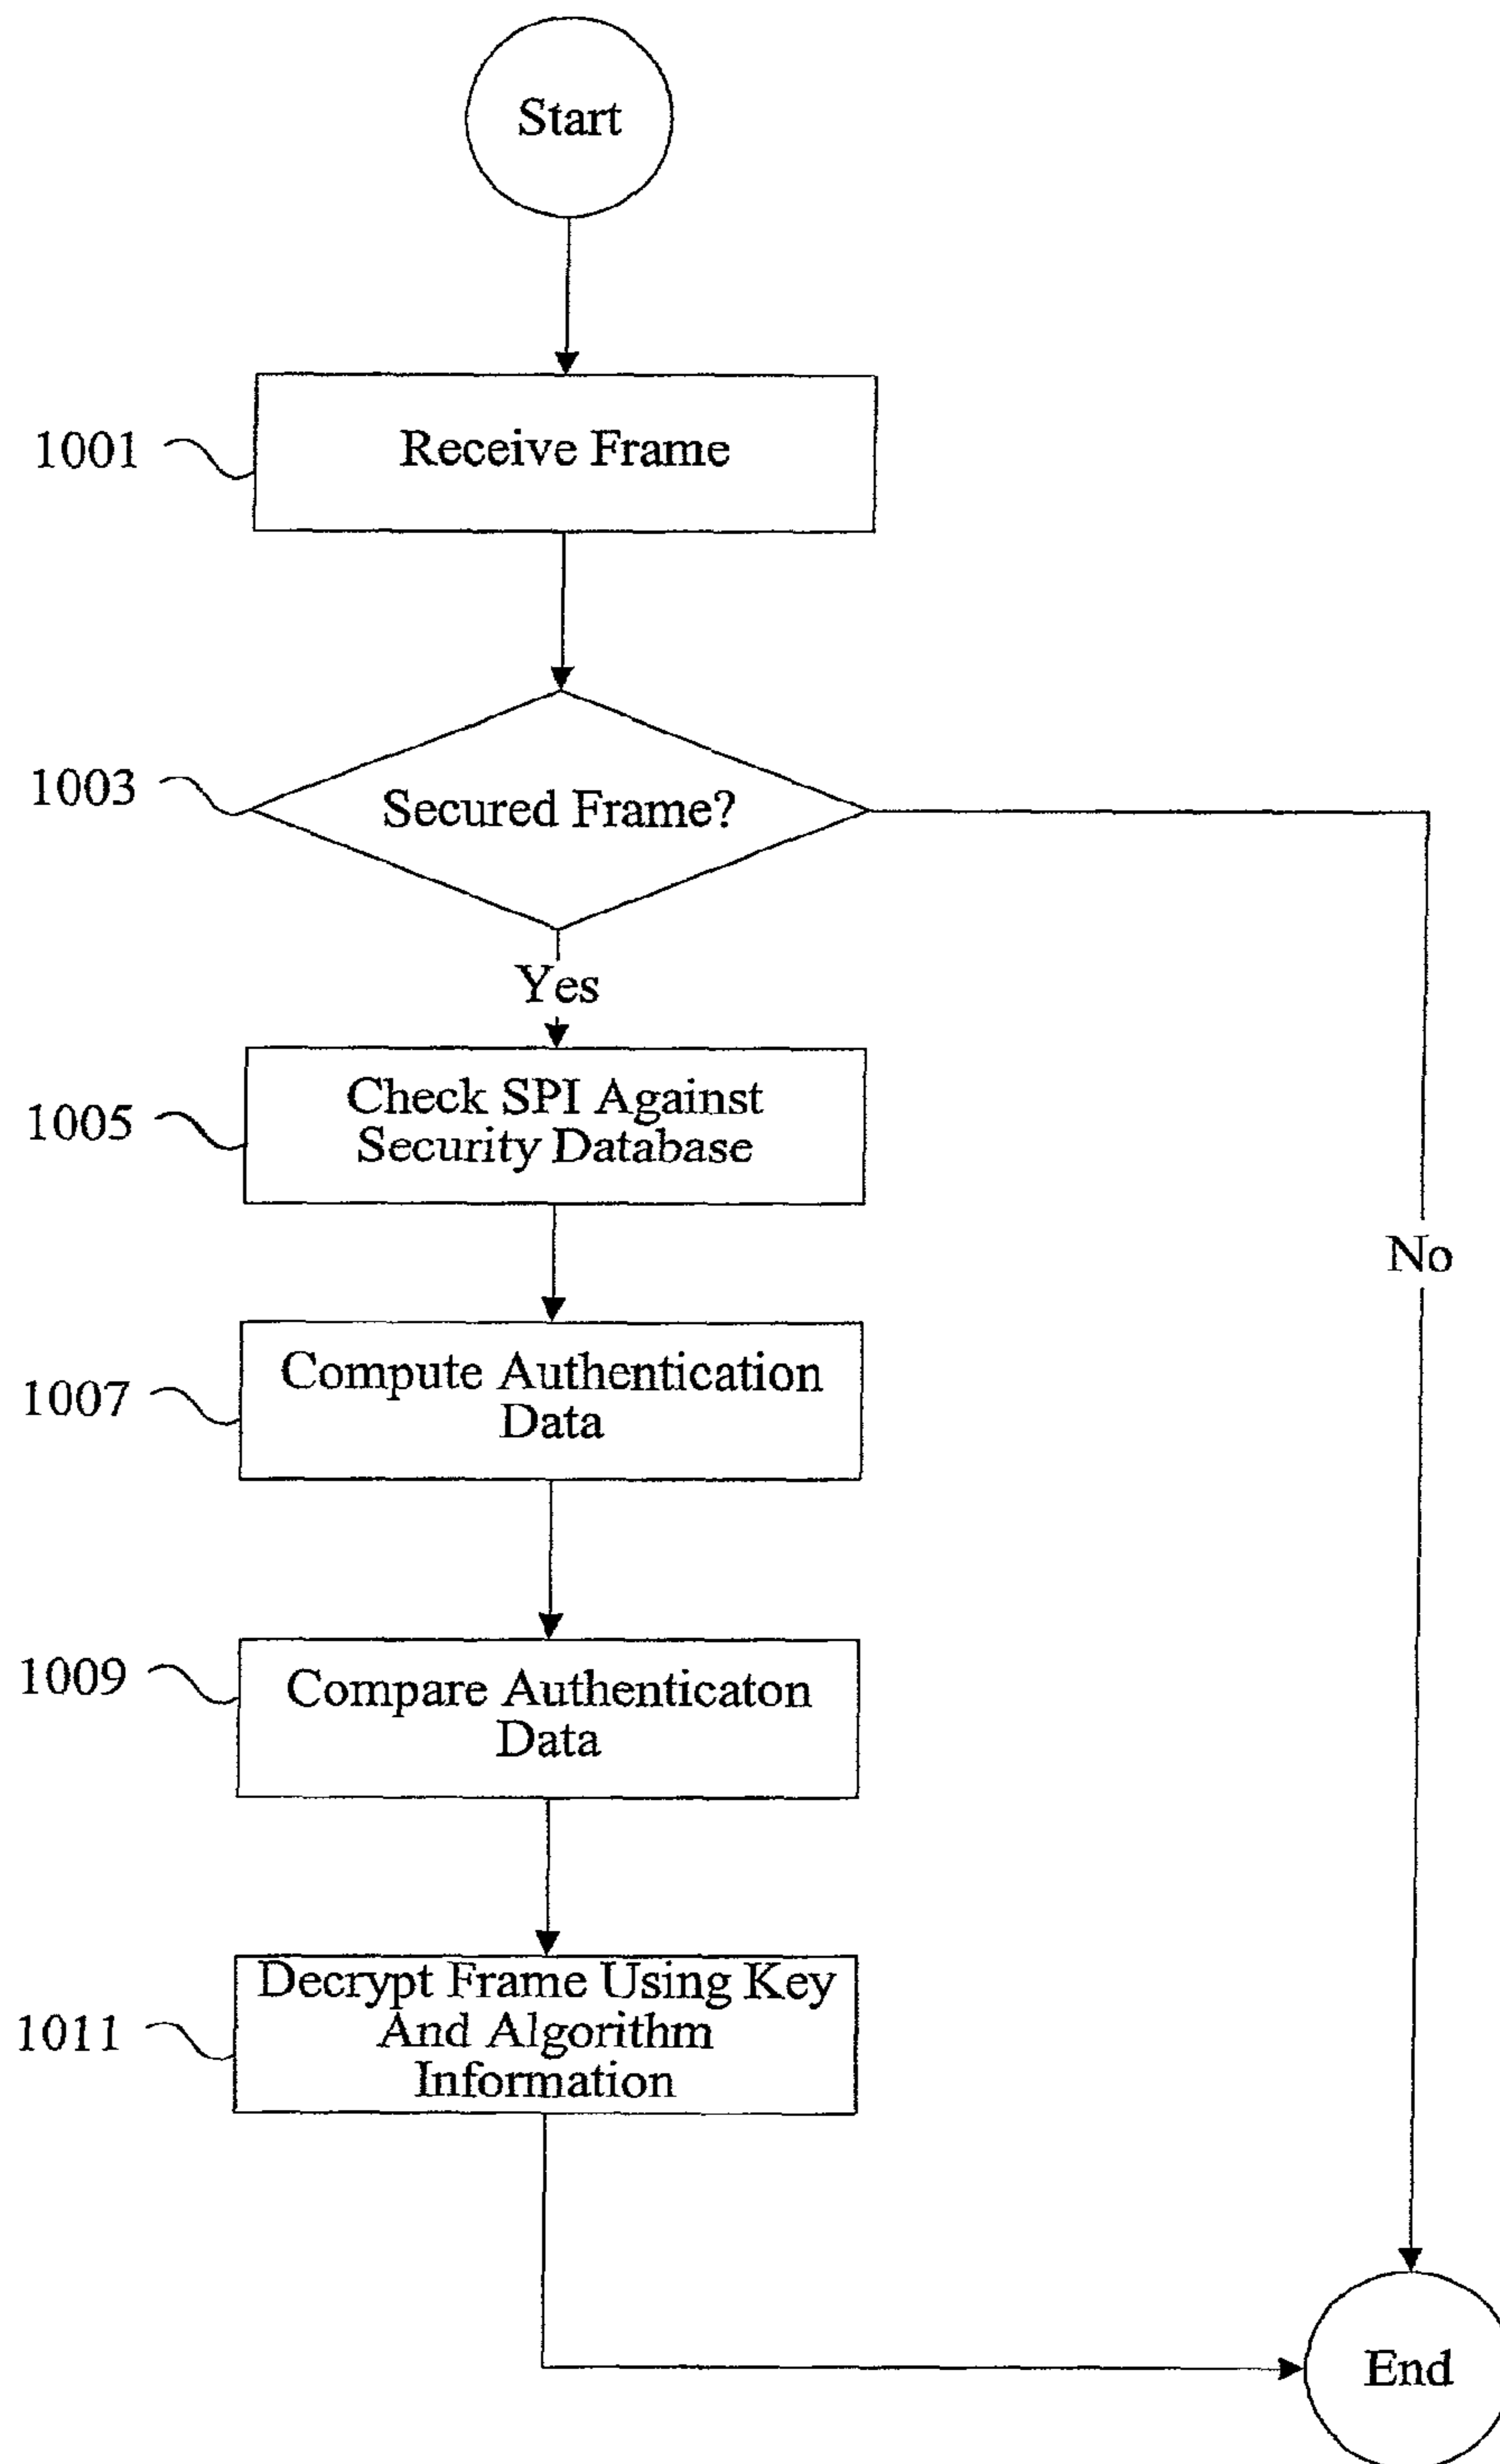 Start
1001
Receive Frame
1003
Secured Frame?
Yes
1005
Check SPI Against
Security Database
No
1007
Compute Authentication
Data
1009
Compare Authenticaton
Data
1011
Decrypt Frame Using Key
And Algorithm
Information
End